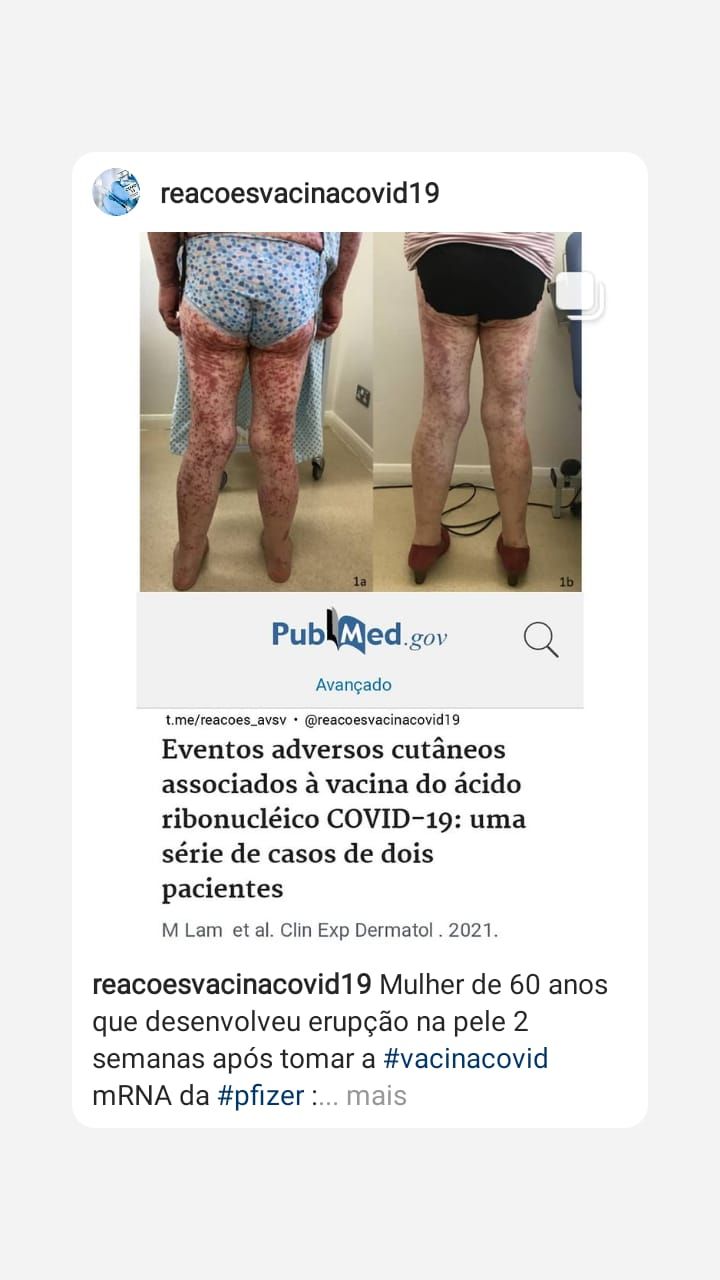 reacoesvacinacovid19
1a
1b
PubMed.gov
Avançado
t.me/reacoes_avsv • @reacoesvacinacovid19
Eventos adversos cutâneos
associados à vacina do ácido
ribonucléico COVID-19: uma
série de casos de dois
pacientes
M Lam et al. Clin Exp Dermatol . 2021.
reacoesvacinacovid19 Mulher de 60 anos
que desenvolveu erupção na pele 2
semanas após tomar a #vacinacovid
mRNA da #pfizer :... mais